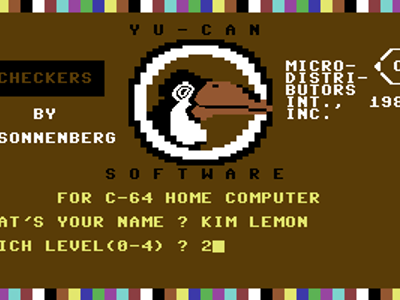 YU-CAN
CHECKERS
BY
SONNENBERG
MICRO-
DISTRI-
BUTORS
INT.,
INC.
SOFTWARE
FOR C-64 HOME COMPUTER
AT'S YOUR NAME ? KIM LEMON
ICH LEVEL(0-4) ? 2